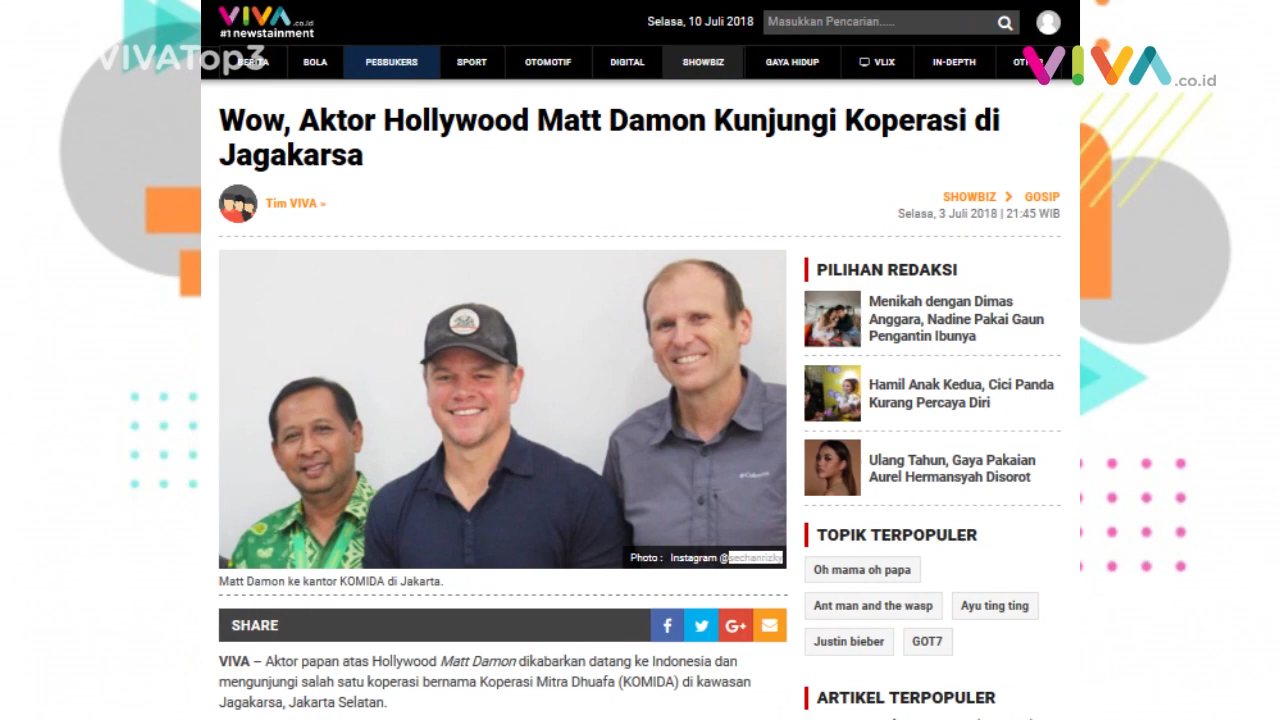 VIVA.co.id
#1 newstainment
Selasa, 10 Juli 2018
Masukkan Pencarian.....
VIVATop3
BERITA
BOLA
PESBUKERS
SPORT
OTOMOTIF
DIGITAL
SHOWBIZ
GAYA HIDUP
VLIX
IN-DEPTH
VIVA.co.id
Wow, Aktor Hollywood Matt Damon Kunjungi Koperasi di
Jagakarsa
Tim VIVA »
SHOWBIZ > GOSIP
Selasa, 3 Juli 2018 | 21:45 WIB
Columbia
Photo : Instagram @sechanrizky
Matt Damon ke kantor KOMIDA di Jakarta.
SHARE
VIVA – Aktor papan atas Hollywood Matt Damon dikabarkan datang ke Indonesia dan
mengunjungi salah satu koperasi bernama Koperasi Mitra Dhuafa (KOMIDA) di kawasan
Jagakarsa, Jakarta Selatan.
PILIHAN REDAKSI
Menikah dengan Dimas
Anggara, Nadine Pakai Gaun
Pengantin Ibunya
Hamil Anak Kedua, Cici Panda
Kurang Percaya Diri
Ulang Tahun, Gaya Pakaian
Aurel Hermansyah Disorot
TOPIK TERPOPULER
Oh mama oh papa
Ant man and the wasp
Ayu ting ting
Justin bieber
GOT7
ARTIKEL TERPOPULER